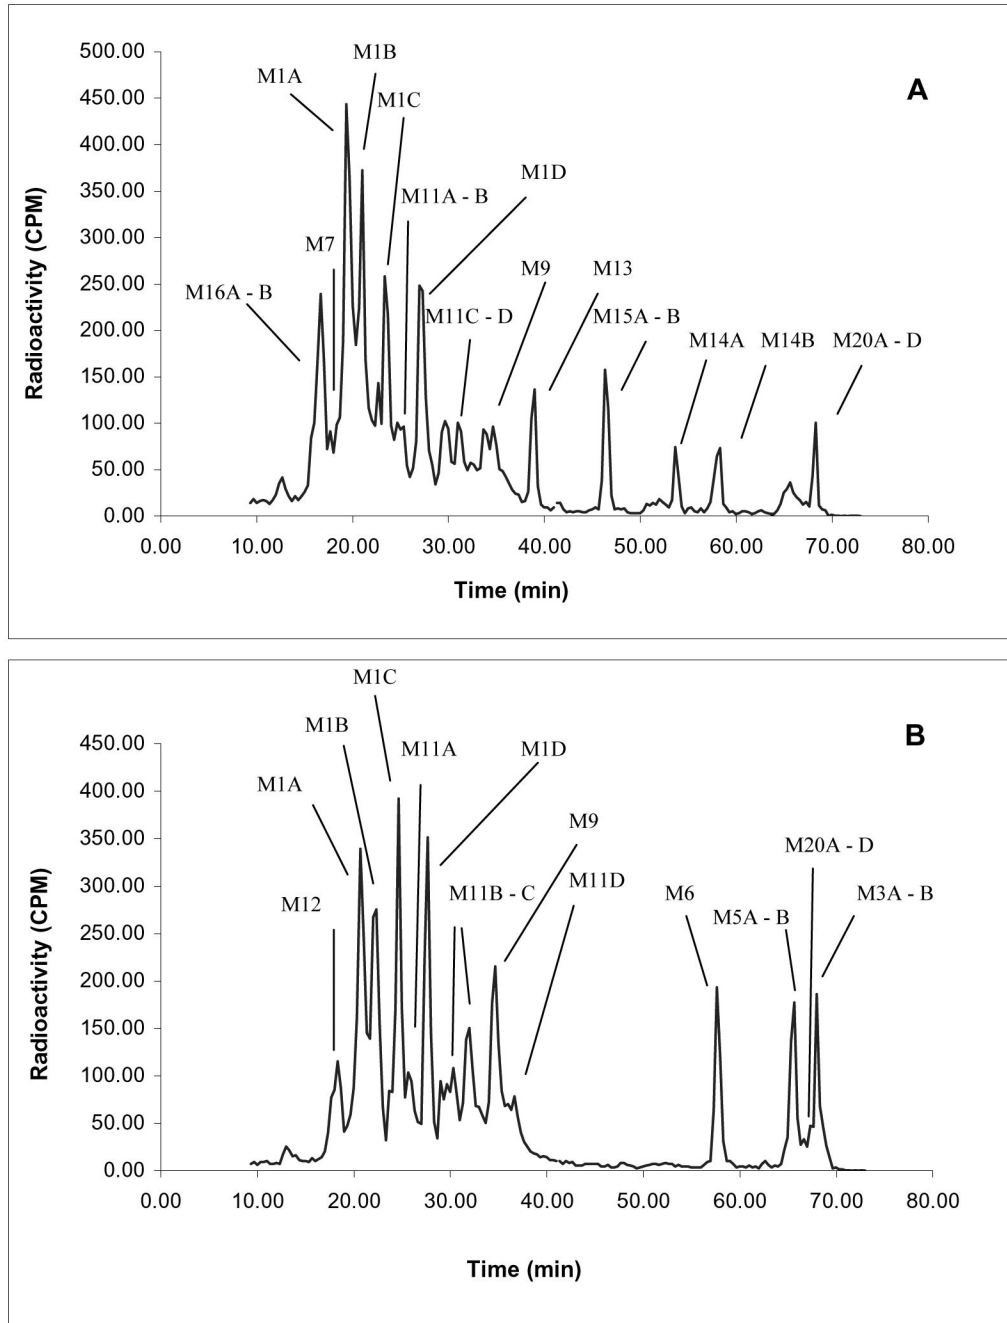 A
M1B
M1A
M1C
M1D
M11A - B
M7
M9
M13
M16A - B
M11C - D
M15A - B
M14A
M14B
M20A - D
Radioactivity (CPM)
500.00
450.00
400.00
350.00
300.00
250.00
200.00
150.00
100.00
50.00
0.00
0.00 10.00 20.00 30.00 40.00 50.00 60.00 70.00 80.00
Time (min)
B
M1C
M1B
M11A
M1D
M1A
M9
M20A - D
M12
M11B - C
M11D
M6
M5A - B
M3A - B
Radioactivity (CPM)
450.00
400.00
350.00
300.00
250.00
200.00
150.00
100.00
50.00
0.00
0.00 10.00 20.00 30.00 40.00 50.00 60.00 70.00 80.00
Time (min)